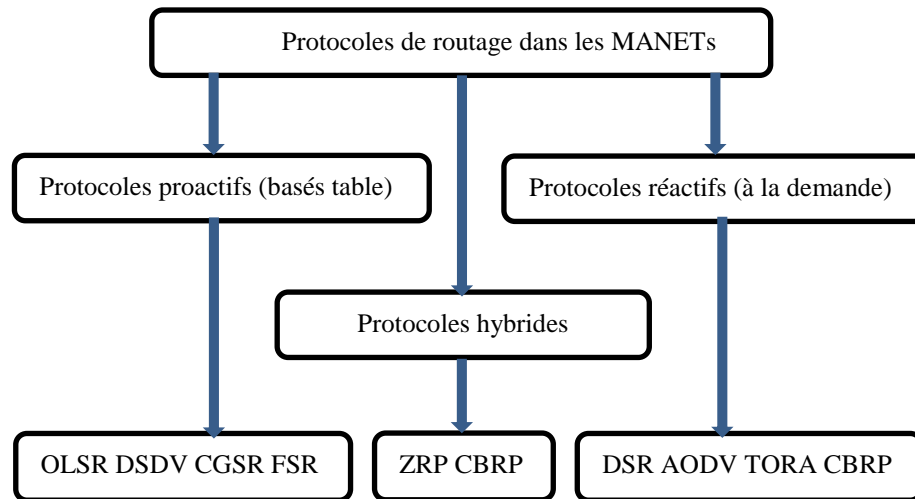 Protocoles de routage dans les MANETs
Protocoles proactifs (basés table)
Protocoles réactifs (à la demande)
Protocoles hybrides
OLSR DSDV CGSR FSR
ZRP CBRP
DSR AODV TORA CBRP